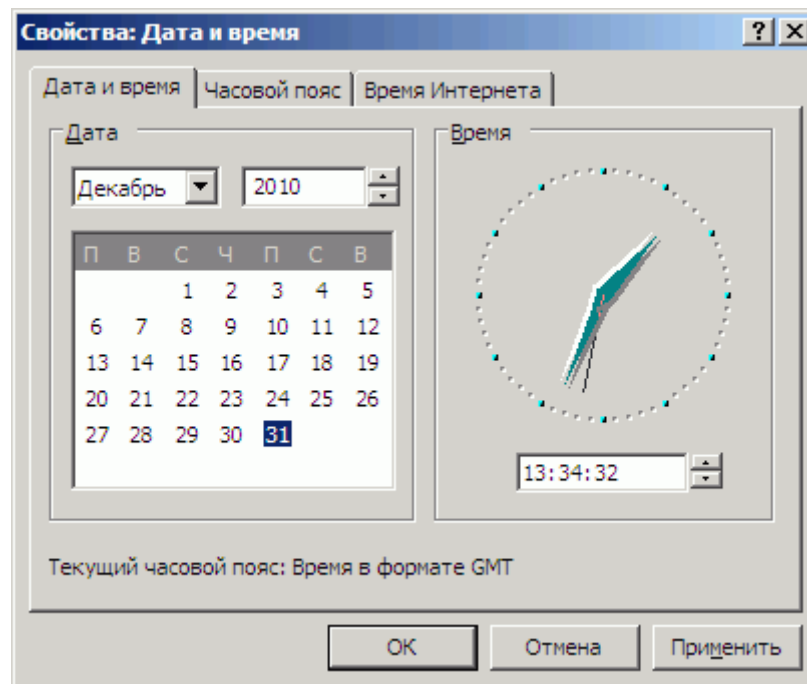 Свойства: Дата и время
Дата и время Часовой пояс Время Интернета
Дата
Декабрь 2010
П В С Ч П С В
1 2 3 4 5
6 7 8 9 10 11 12
13 14 15 16 17 18 19
20 21 22 23 24 25 26
27 28 29 30 31
Время
13:34:32
Текущий часовой пояс: Время в формате GMT
ОК Отмена Применить